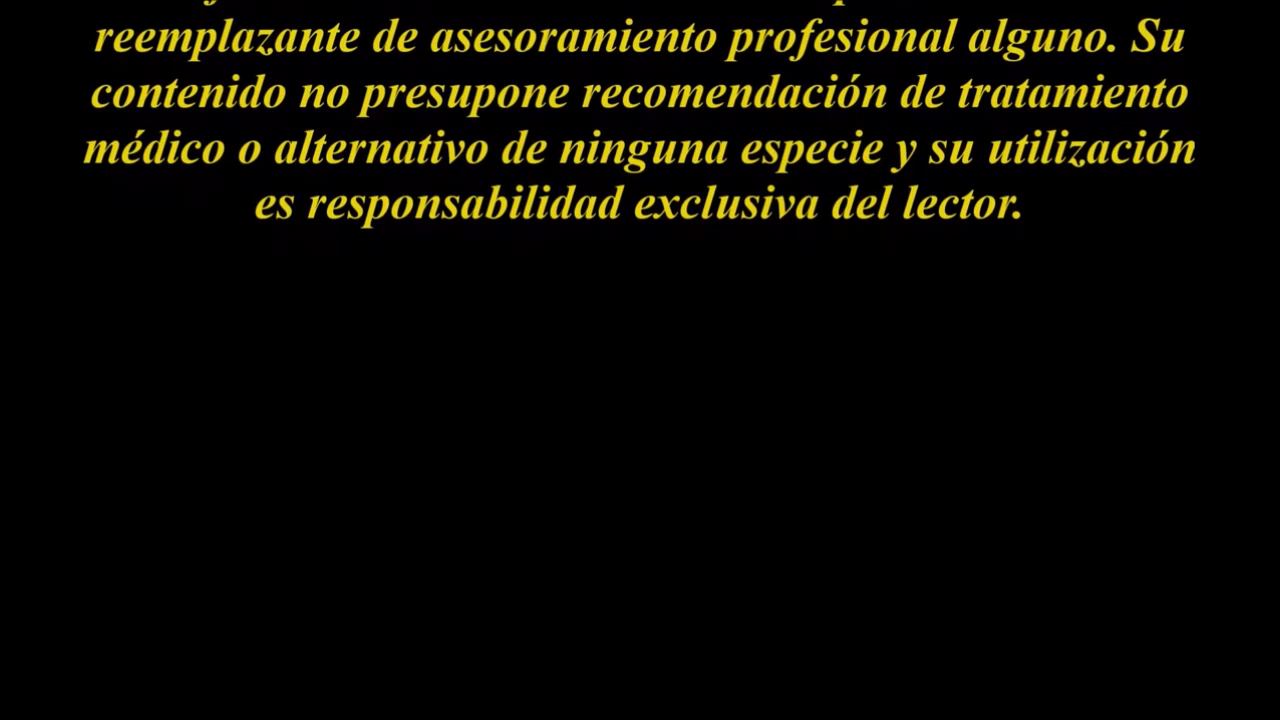 reemplazante de asesoramiento profesional alguno. Su
contenido no presupone recomendación de tratamiento
médico o alternativo de ninguna especie y su utilización
es responsabilidad exclusiva del lector.